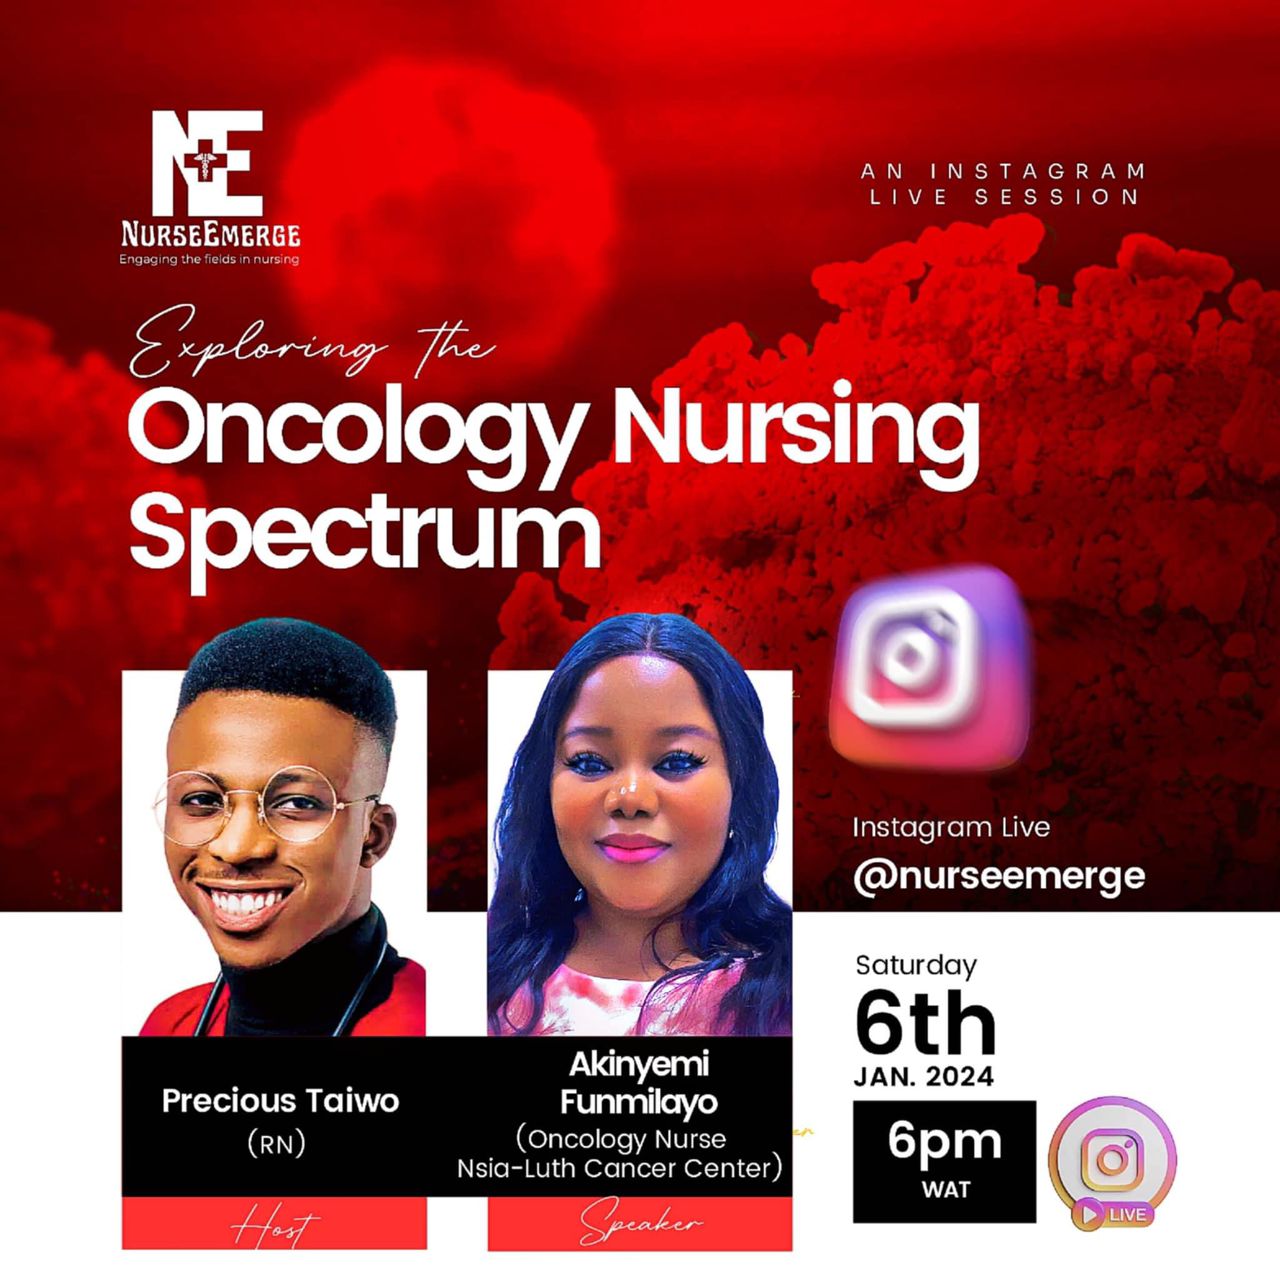 NE
NURSEEMERGE
Engaging the fields in nursing
AN INSTAGRAM
LIVE SESSION
Exploring the
Oncology Nursing
Spectrum
Instagram Live
@nurseemerge
Saturday
6th
JAN. 2024
6pm
WAT
LIVE
Precious Taiwo
(RN)
Host
Akinyemi
Funmilayo
(Oncology Nurse
Nsia-Luth Cancer Center)
Speaker